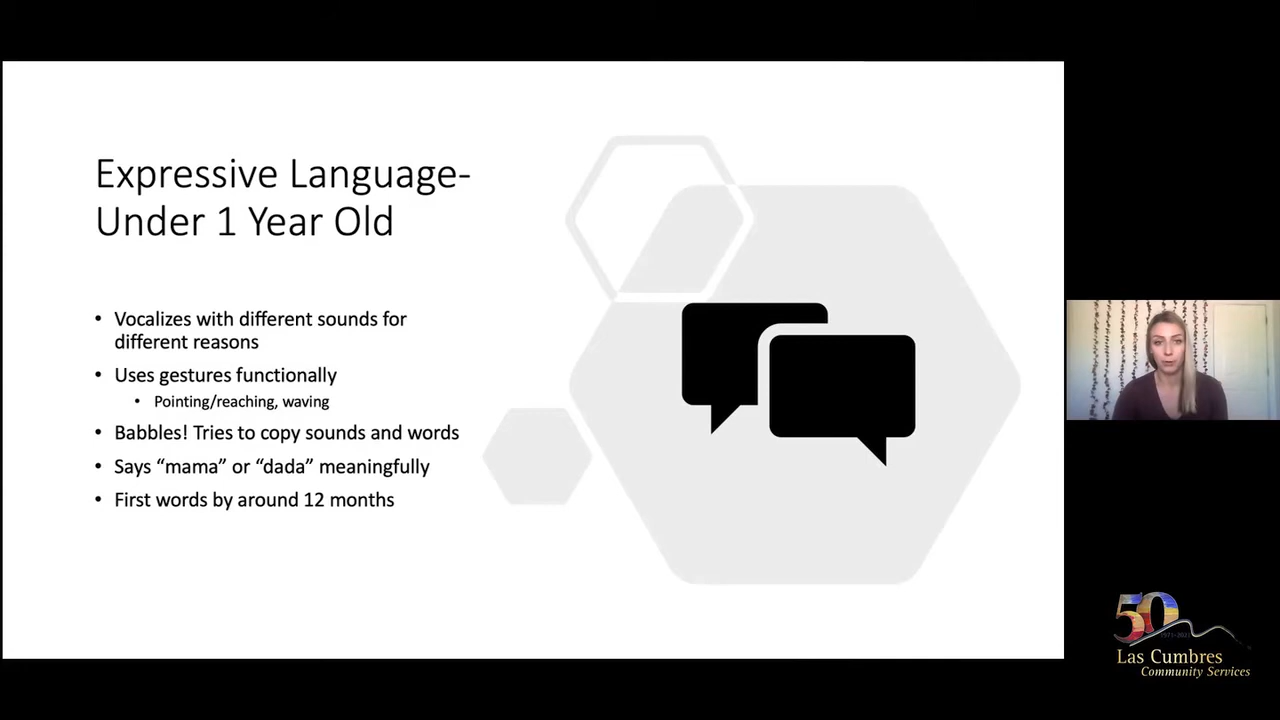 Expressive Language-
Under 1 Year Old
• Vocalizes with different sounds for
different reasons
• Uses gestures functionally
• Pointing/reaching, waving
• Babbles! Tries to copy sounds and words
• Says “mama” or “dada” meaningfully
• First words by around 12 months
50
Las Cumbres
Community Services